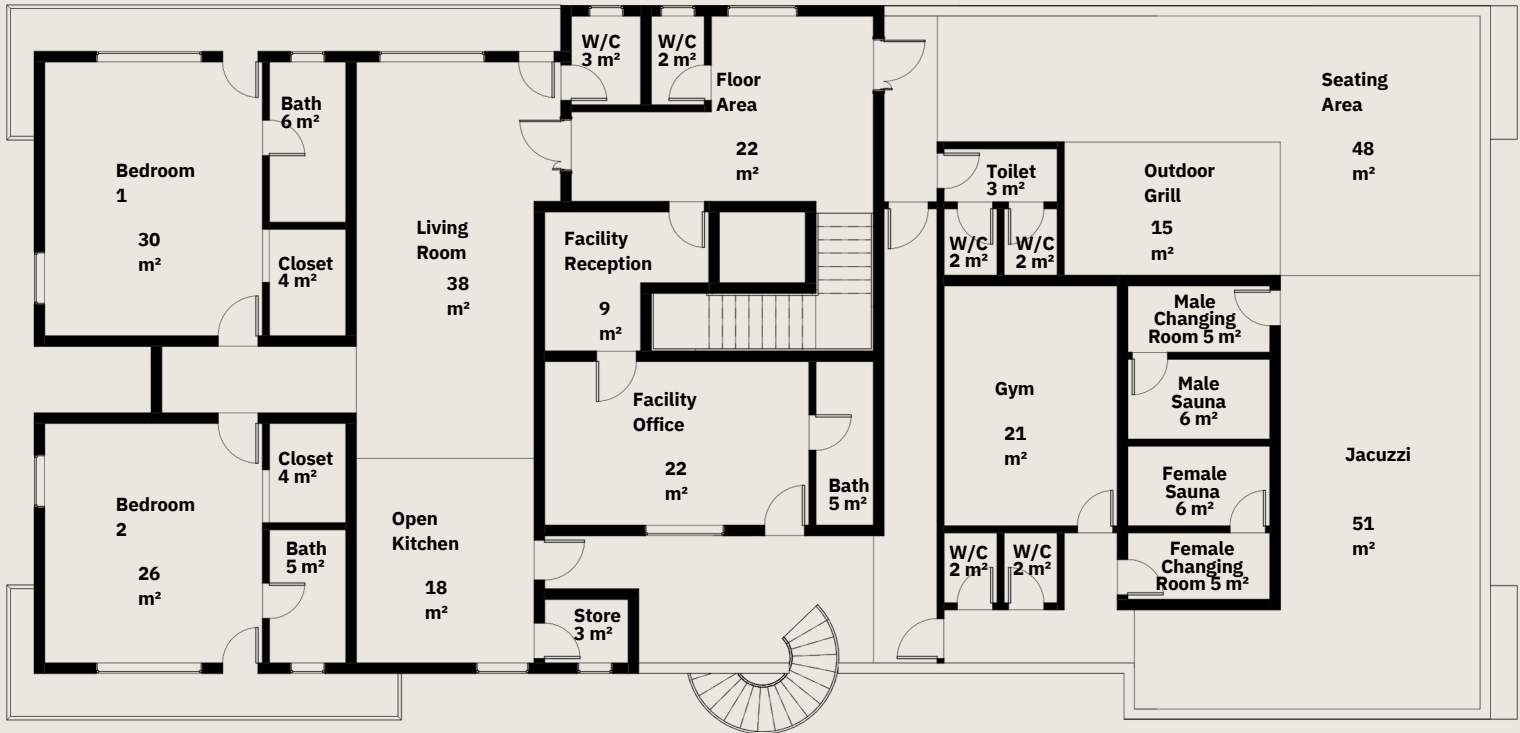 W/C
3 m²
W/C
2 m²
Floor
Area
22
m²
Seating
Area
48
m²
Bath
6 m²
Bedroom
1
30
m²
Closet
4 m²
Living
Room
38
m²
Facility
Reception
9
m²
Toilet
3 m²
W/C
2 m²
W/C
2 m²
Outdoor
Grill
15
m²
Male
Changing
Room 5 m²
Male
Sauna
6 m²
Gym
21
m²
Facility
Office
22
m²
Bath
5 m²
Female
Sauna
6 m²
Jacuzzi
51
m²
Closet
4 m²
Bedroom
2
26
m²
Bath
5 m²
Open
Kitchen
18
m²
Store
3 m²
W/C
2 m²
W/C
2 m²
Female
Changing
Room 5 m²